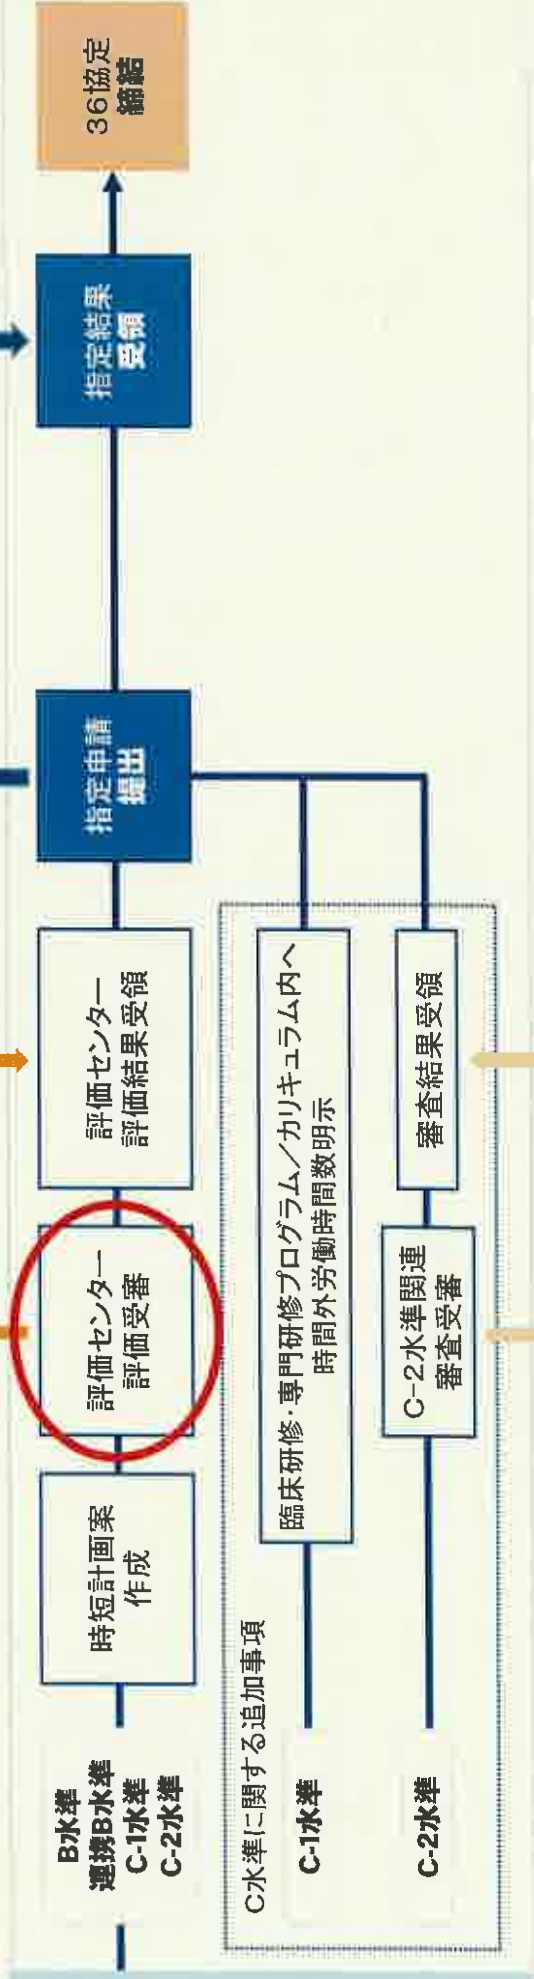 B水準
連携B水準
C-1水準
C-2水準
時短計画案
作成
評価センター
評価受審
評価センター
評価結果受領
指定申請
提出
指定結果
受領
36協定
締結
C水準に関する追加事項
C-1水準
臨床研修・専門研修プログラム/カリキュラム内へ
時間外労働時間数明示
C-2水準
C-2水準関連
審査受審
審査結果受領